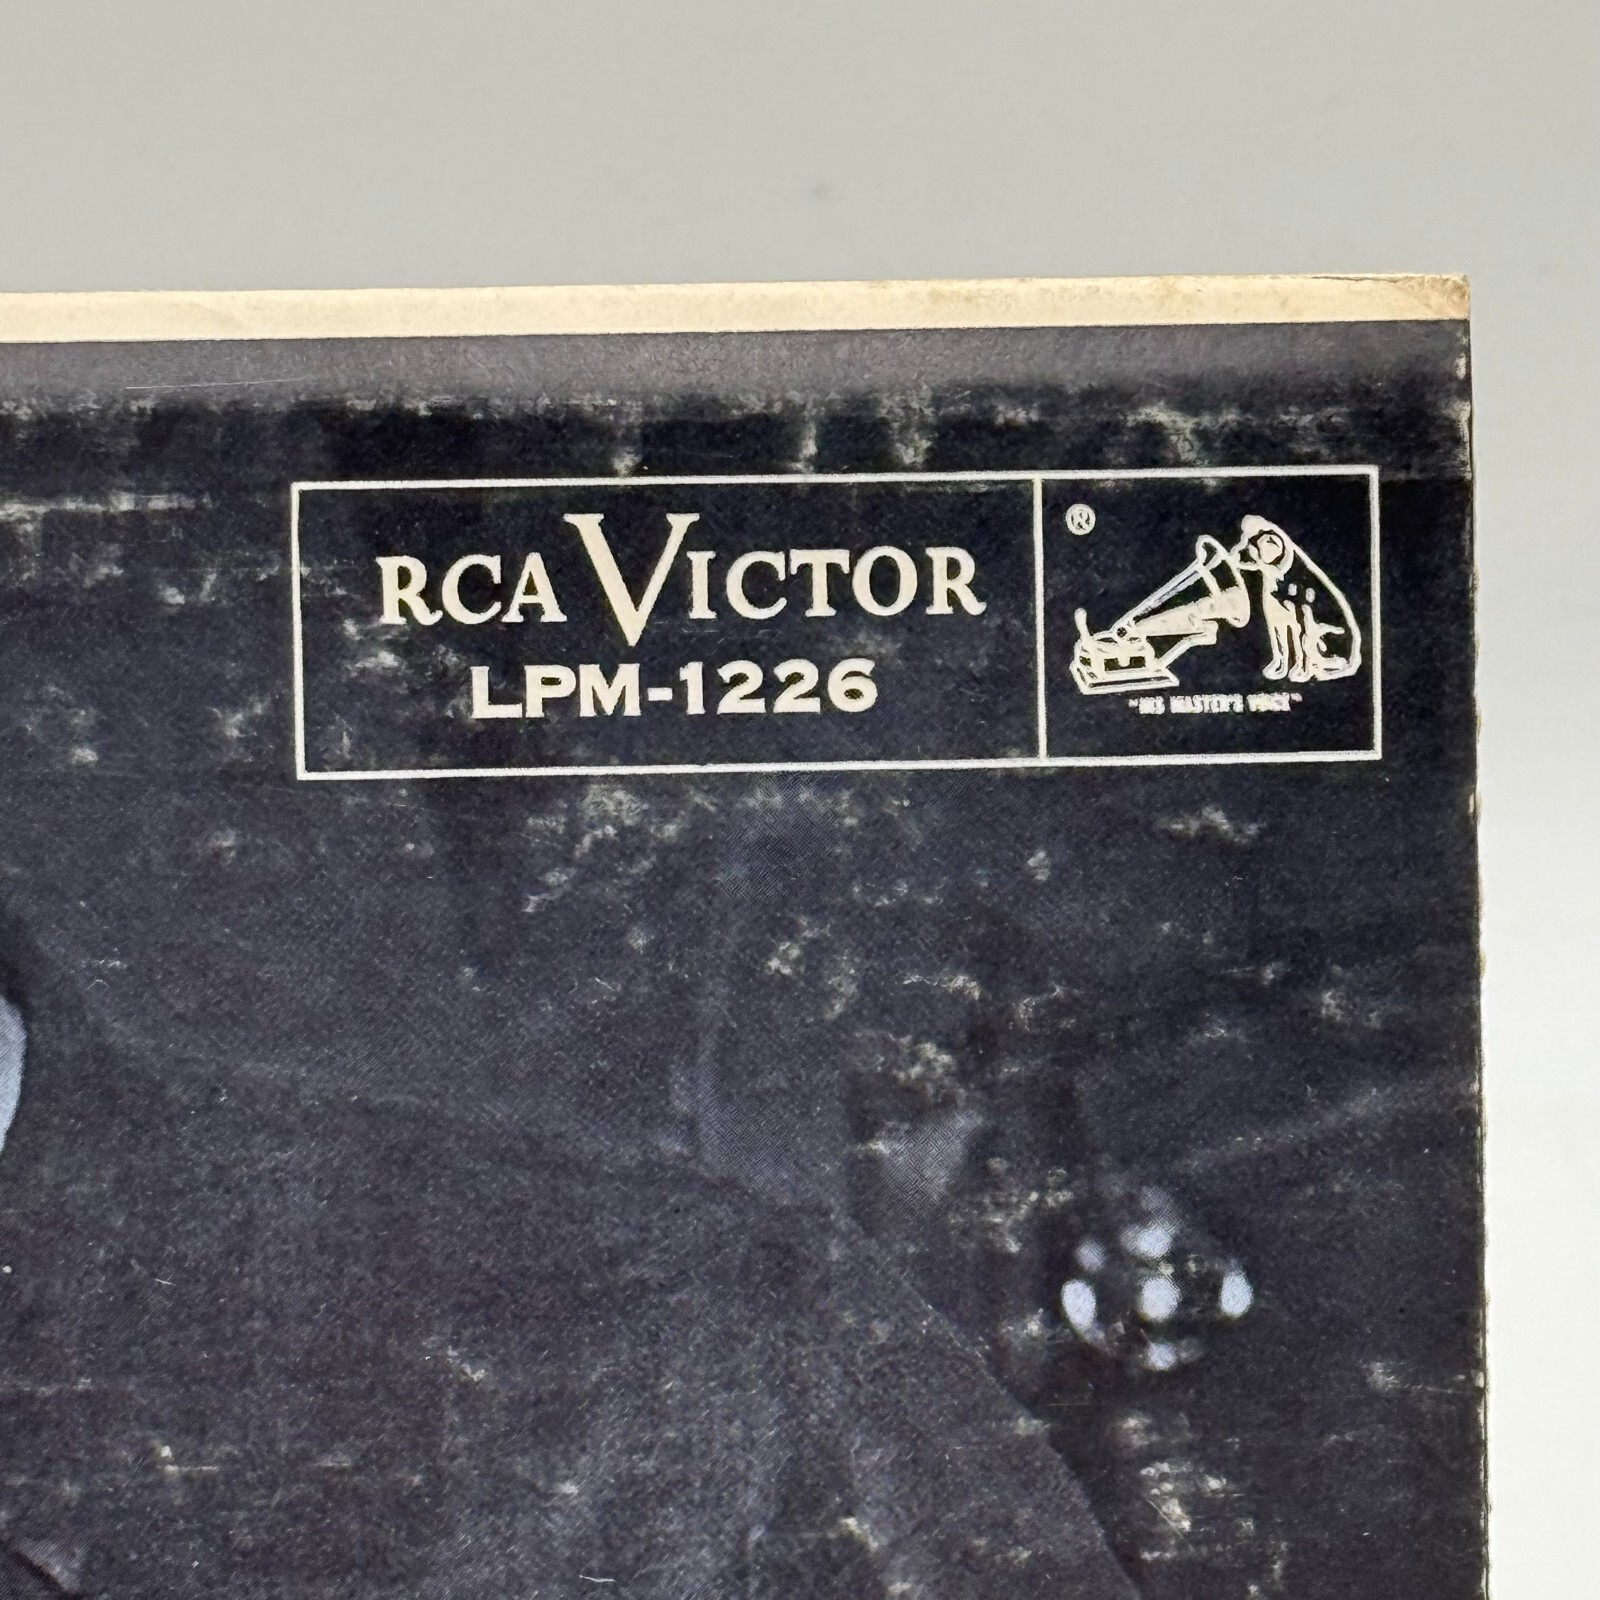 RCA VICTOR
LPM-1226
®
"HIS MASTER'S VOICE"